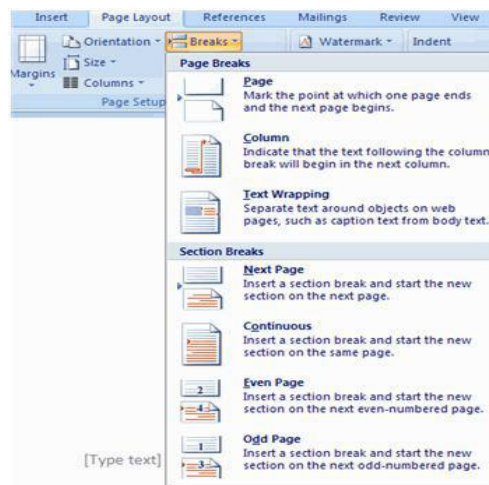 Insert Page Layout References Mailings Review View
Orientation Breaks Watermark Indent
Size
Margins
Columns
Page Setup
Page Breaks
Page
Mark the point at which one page ends
and the next page begins.
Column
Indicate that the text following the column
break will begin in the next column.
Text Wrapping
Separate text around objects on web
pages, such as caption text from body text.
Section Breaks
Next Page
Insert a section break and start the new
section on the next page.
Continuous
Insert a section break and start the new
section on the same page.
2
4
Even Page
Insert a section break and start the new
section on the next even-numbered page.
1
3
Odd Page
Insert a section break and start the new
section on the next odd-numbered page.
[Type text]